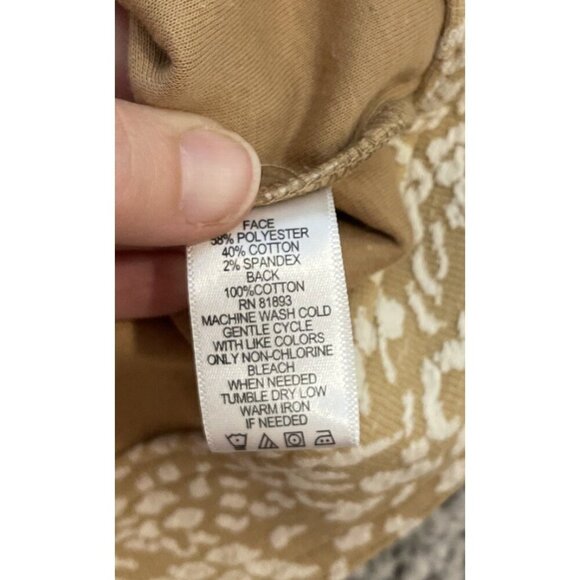 FACE
58% POLYESTER
40% COTTON
2% SPANDEX
BACK
100%COTTON
RN 81893
MACHINE WASH COLD
GENTLE CYCLE
WITH LIKE COLORS
ONLY NON-CHLORINE
BLEACH
WHEN NEEDED
TUMBLE DRY LOW
WARM IRON
IF NEEDED